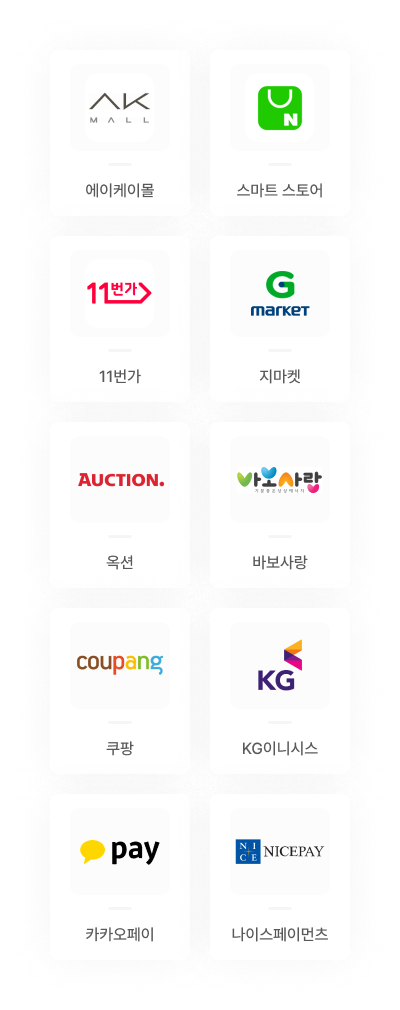 AK
MALL
에이케이몰
N
스마트 스토어
11번가
11번가
G
market
지마켓
AUCTION.
옥션
바보사랑
바보사랑
coupang
쿠팡
KG
KG이니시스
pay
카카오페이
NICE NICEPAY
나이스페이먼츠